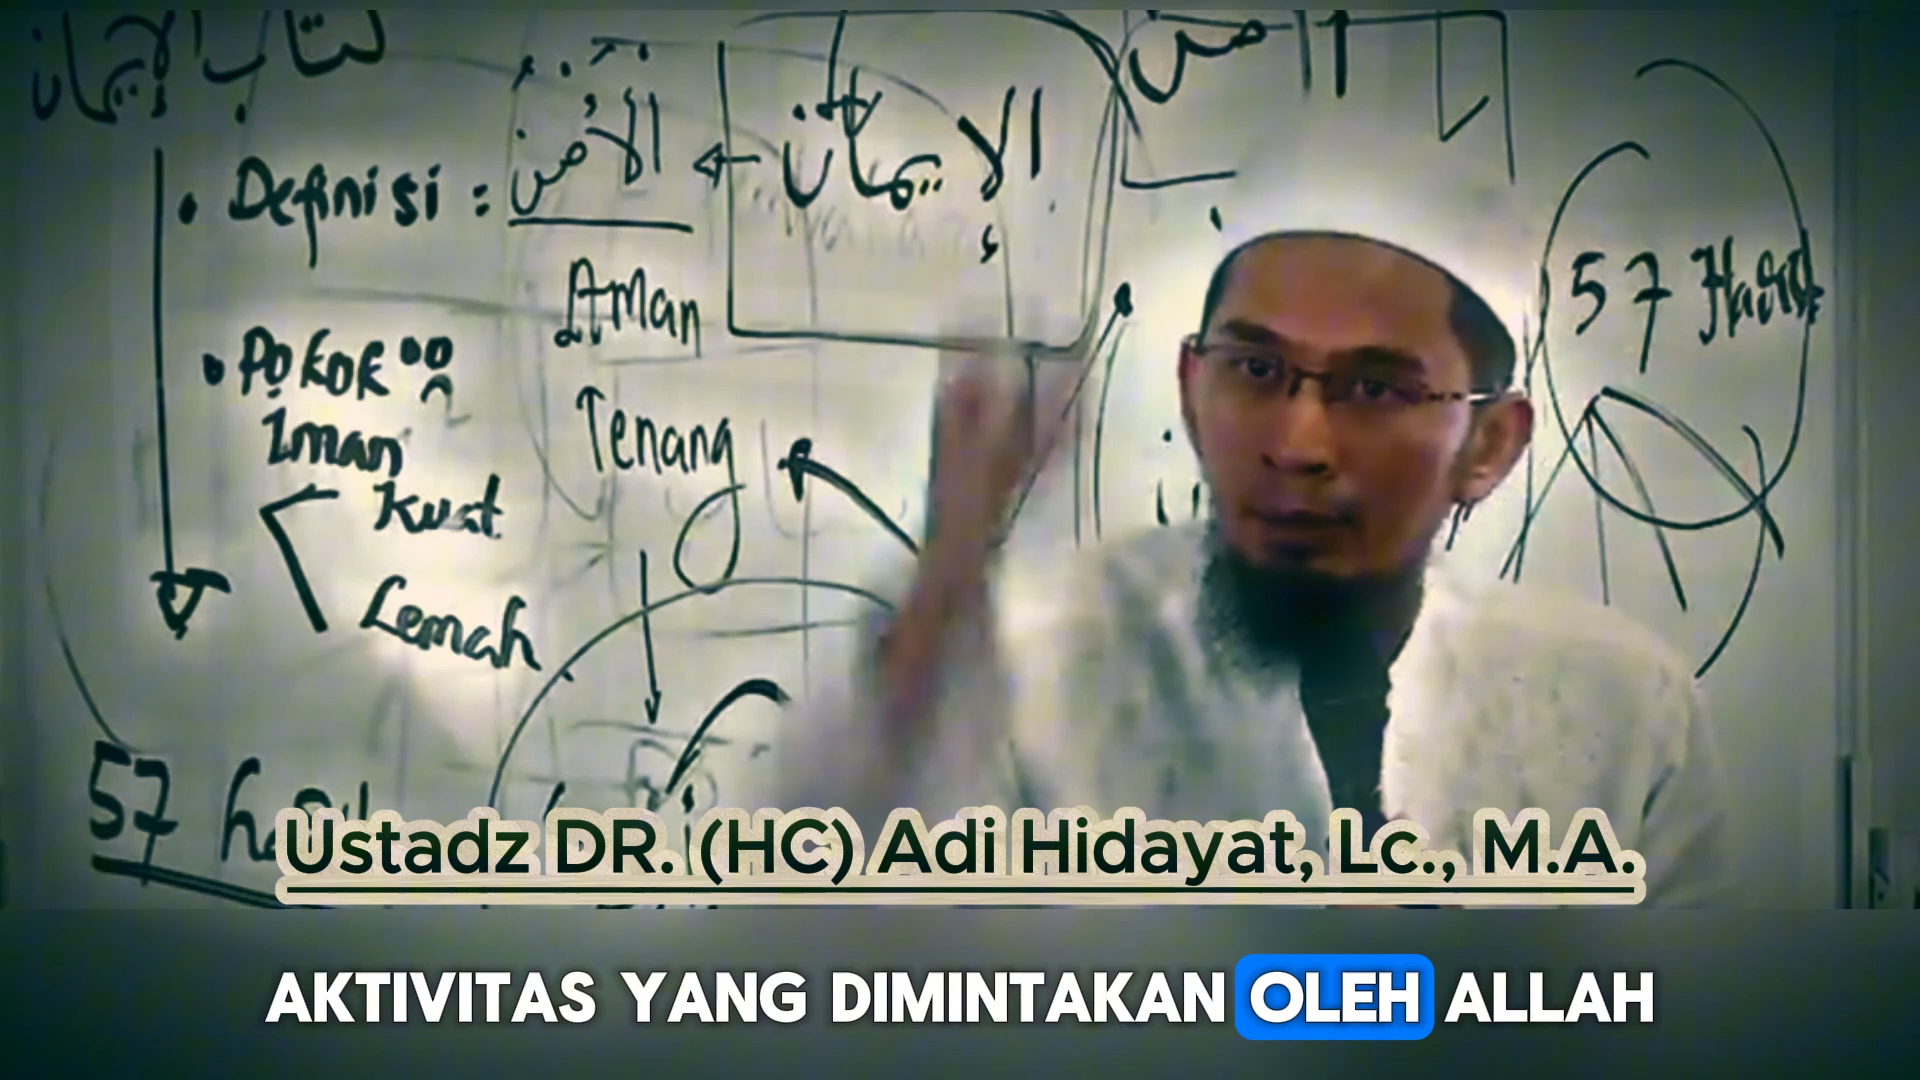 كتاب الإيمان
أمن
• Definisi : الأمن ← الإيمان
Aman
57 Hadis
• Pokok
Iman
Tenang
Kuat
Lemah
57
Ustadz DR. (HC) Adi Hidayat, Lc., M.A.
AKTIVITAS YANG DIMINTAKAN OLEH ALLAH